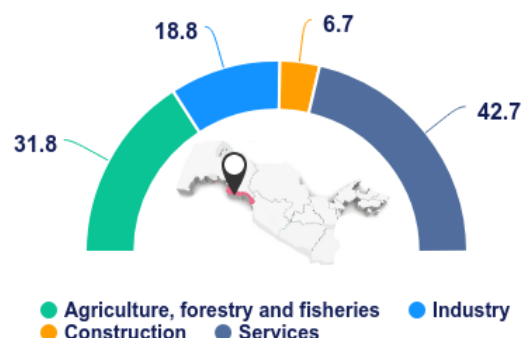 18.8
6.7
31.8
42.7
Agriculture, forestry and fisheries
Industry
Construction
Services